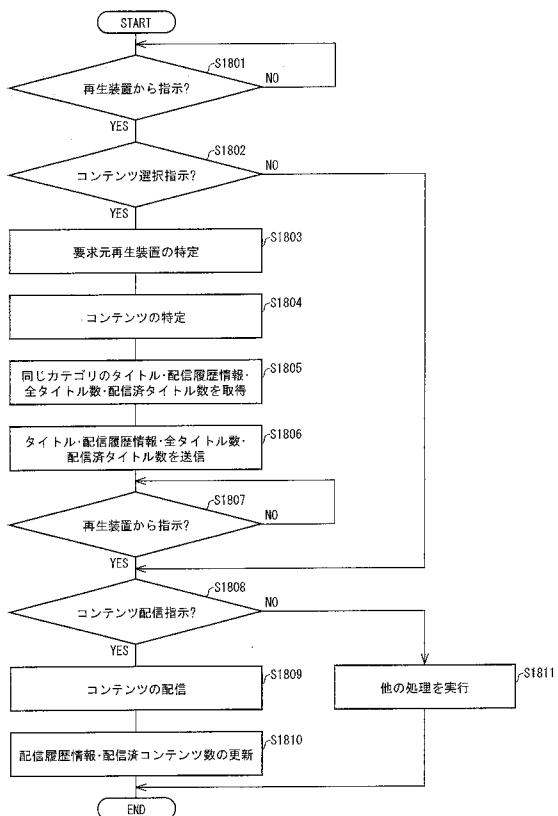 START
S1801
再生装置から指示?
NO
YES
S1802
コンテンツ選択指示?
NO
YES
S1803
要求元再生装置の特定
S1804
コンテンツの特定
S1805
同じカテゴリのタイトル・配信履歴情報・
全タイトル数・配信済タイトル数を取得
S1806
タイトル・配信履歴情報・全タイトル数・
配信済タイトル数を送信
S1807
再生装置から指示?
NO
YES
S1808
コンテンツ配信指示?
NO
YES
S1809
コンテンツの配信
S1811
他の処理を実行
S1810
配信履歴情報・配信済コンテンツ数の更新
END